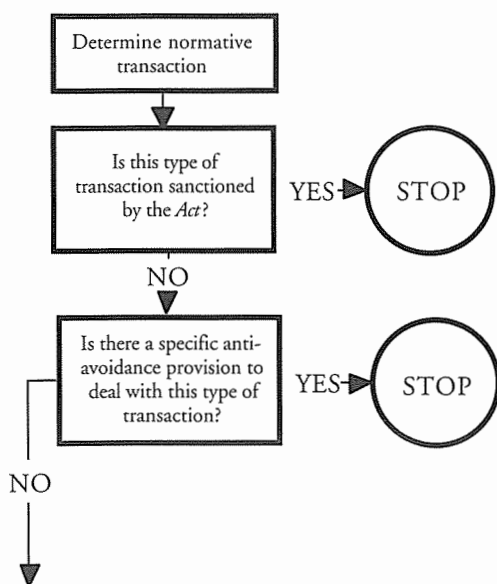 Determine normative
transaction
Is this type of
transaction sanctioned
by the Act?
YES
STOP
NO
Is there a specific anti-
avoidance provision to
deal with this type of
transaction?
YES
STOP
NO